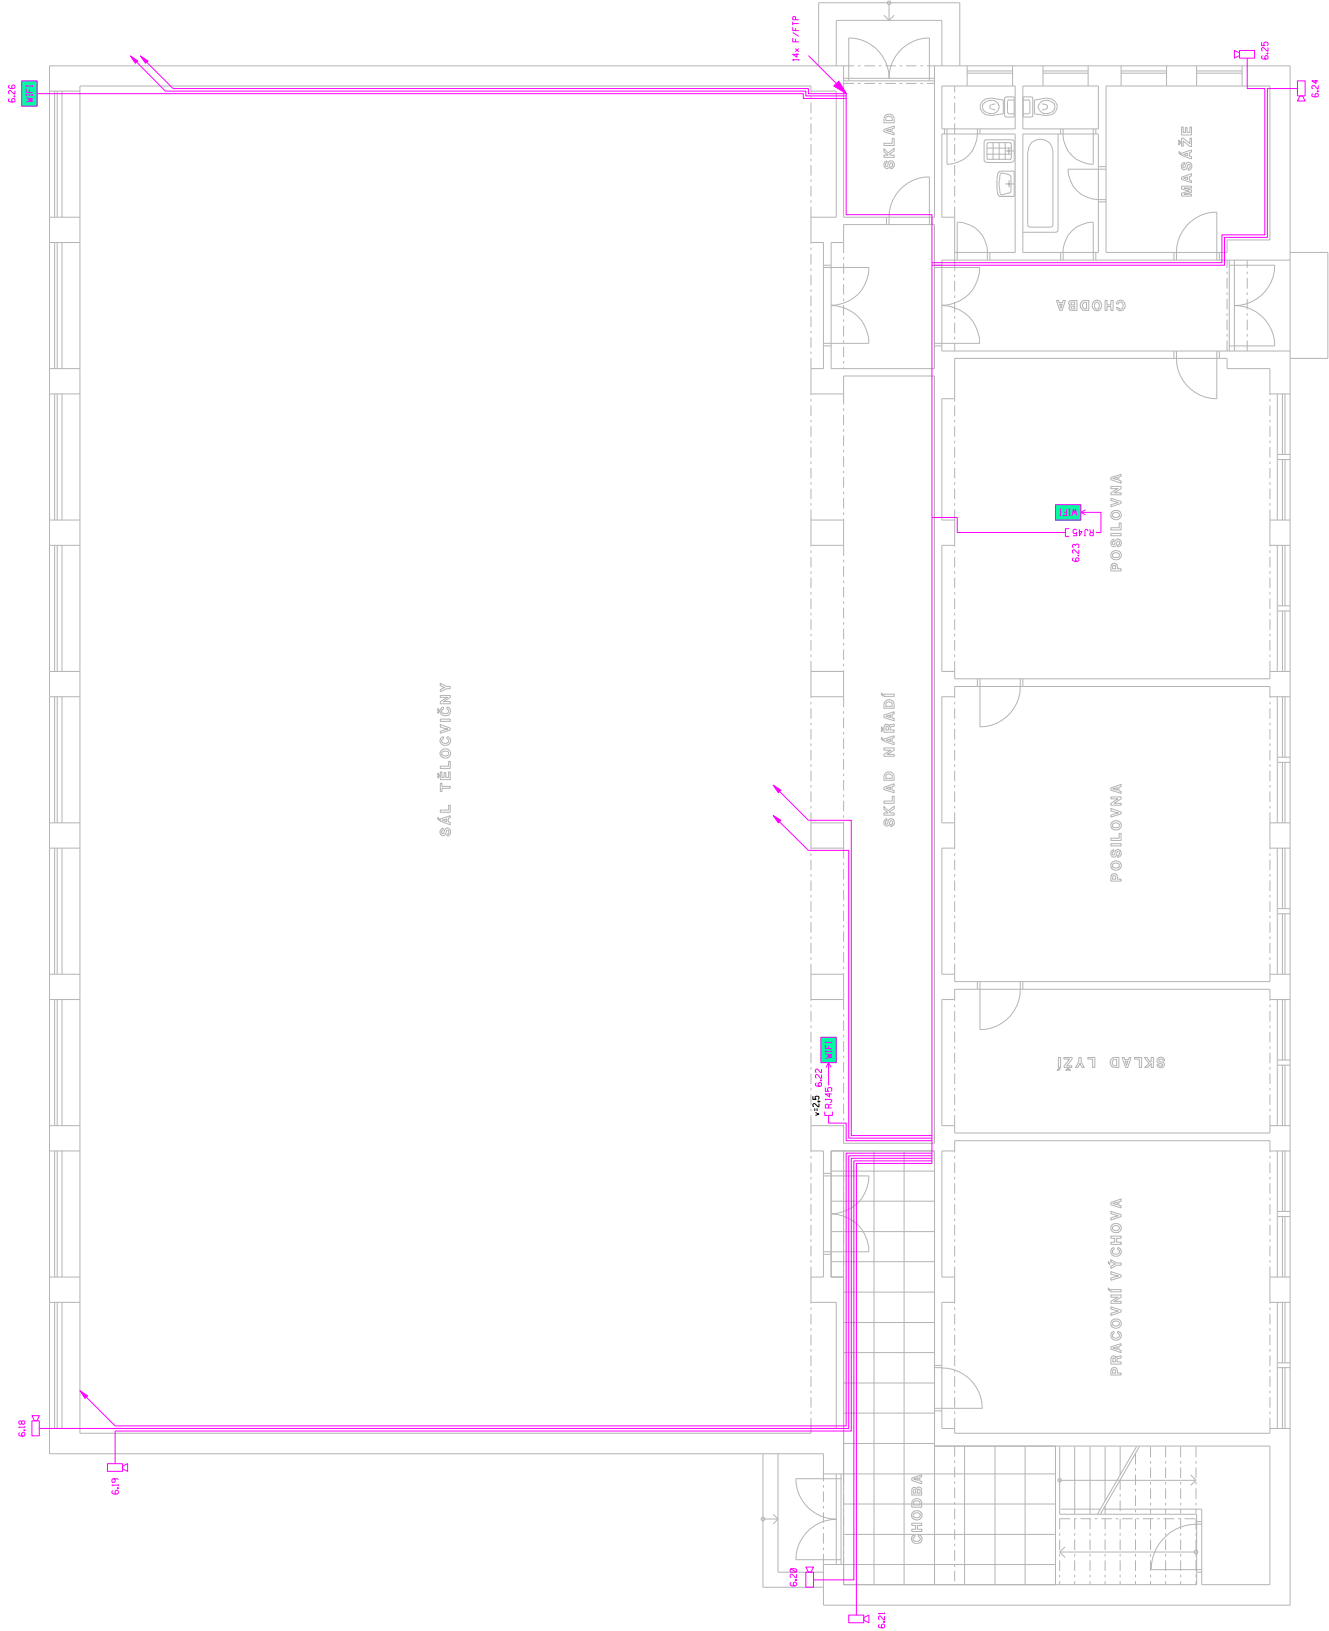 14x F/FTP
6.25
6.26
WIFI
6.24
SKLAD
MASÁŽE
CHODBA
POSILOVNA
WIFI
RJ45
6.23
SÁL TĚLOCVIČNY
SKLAD NÁŘADÍ
POSILOVNA
WIFI
6.22
RJ45
v=2,5
SKLAD LYŽÍ
PRACOVNÍ VÝCHOVA
6.18
6.19
CHODBA
6.20
6.21